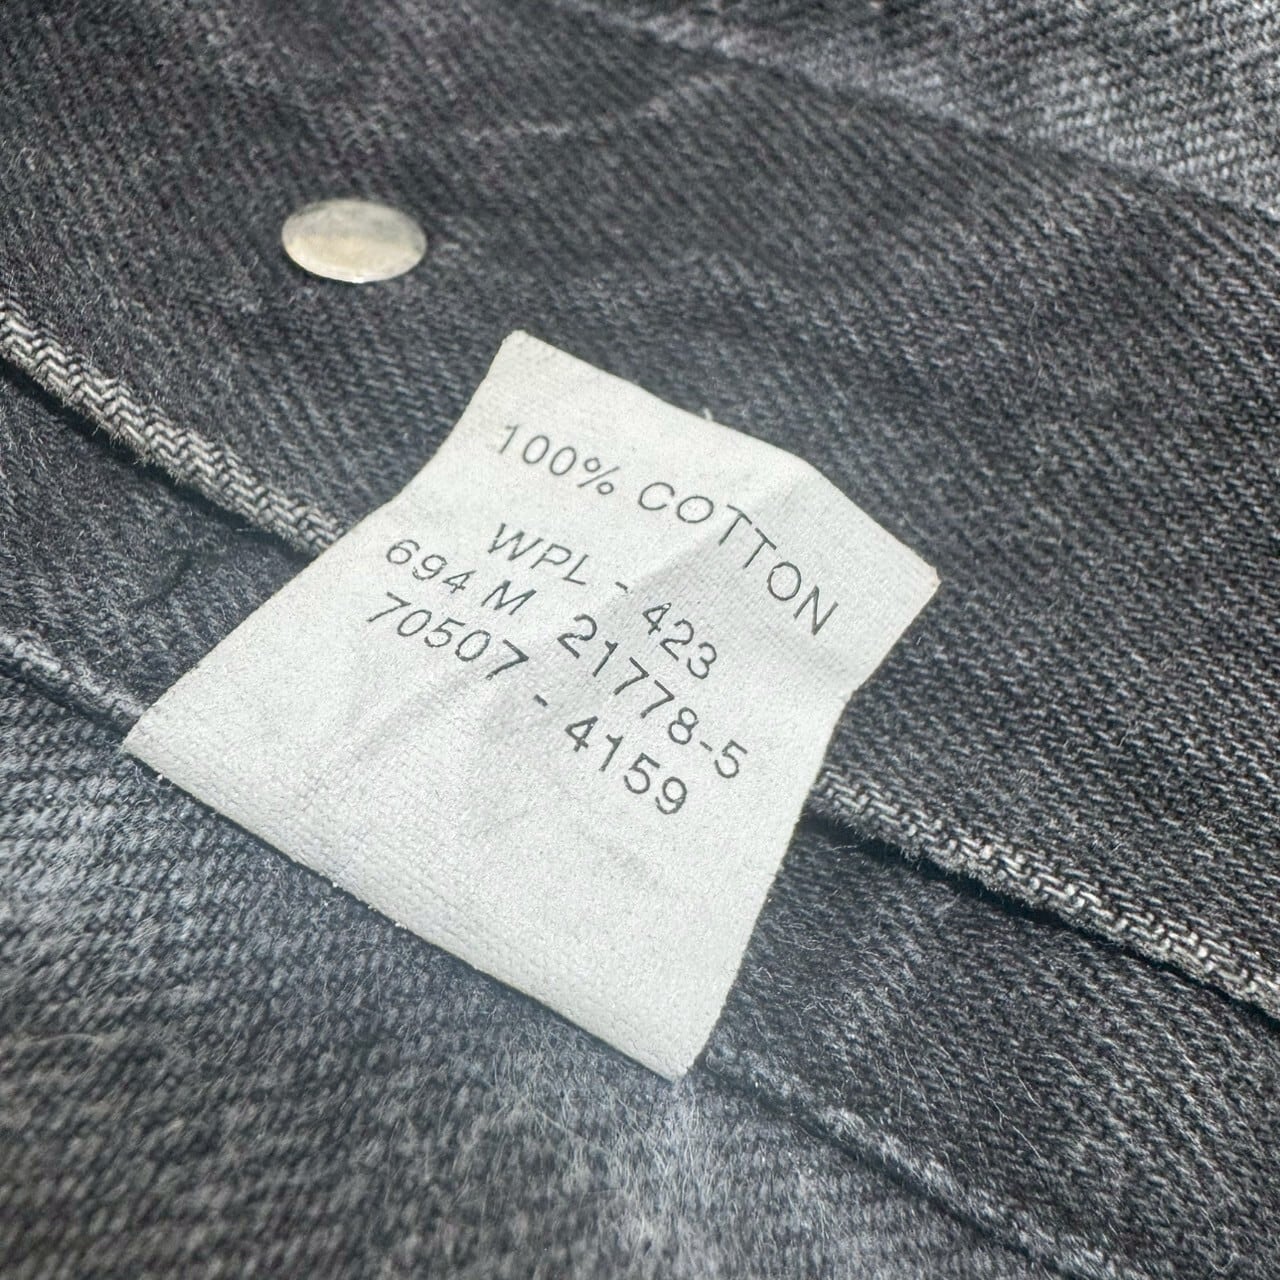 100% COTTON
WPL - 423
694 M 21778-5
70507 - 4159